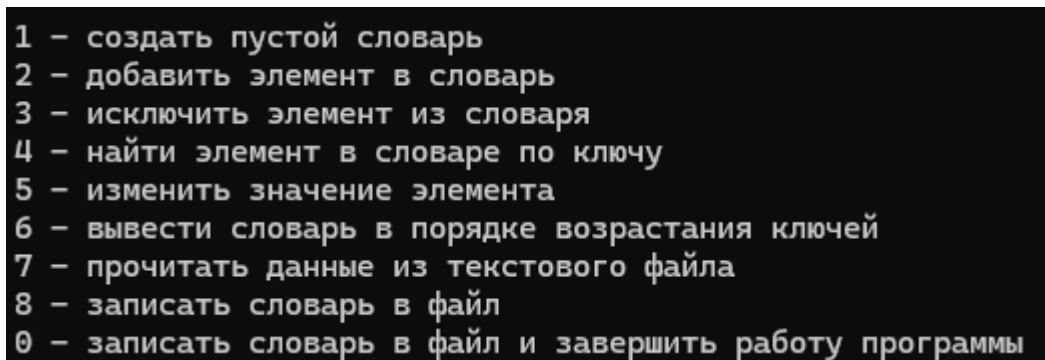 1 – создать пустой словарь
2 – добавить элемент в словарь
3 – исключить элемент из словаря
4 – найти элемент в словаре по ключу
5 – изменить значение элемента
6 – вывести словарь в порядке возрастания ключей
7 – прочитать данные из текстового файла
8 – записать словарь в файл
0 – записать словарь в файл и завершить работу программы